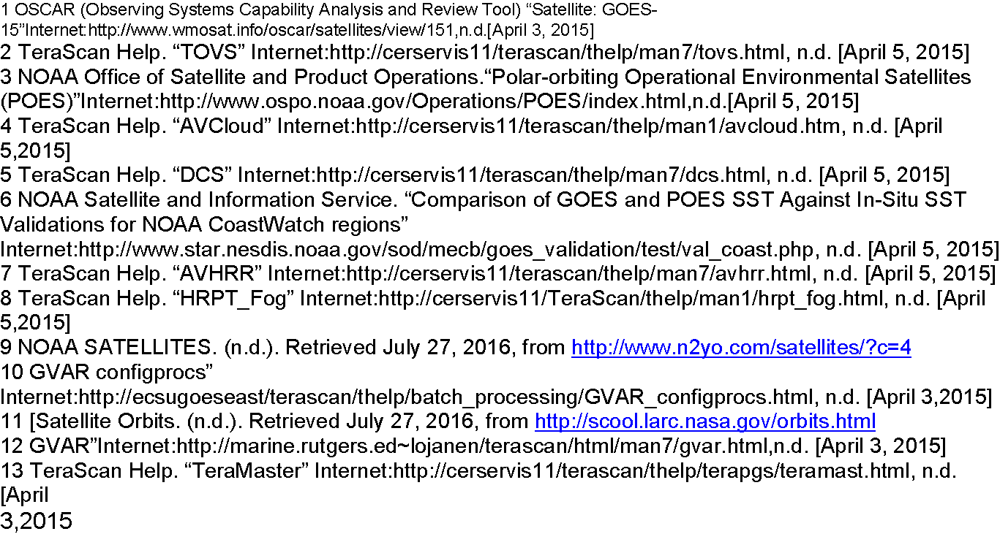 1 OSCAR (Observing Systems Capability Analysis and Review Tool) “Satellite: GOES-
15”Internet:http://www.wmosat.info/oscar/satellites/view/151,n.d.[April 3, 2015]
2 TeraScan Help. “TOVS” Internet:http://cerservis11/terascan/thelp/man7/tovs.html, n.d. [April 5, 2015]
3 NOAA Office of Satellite and Product Operations.“Polar-orbiting Operational Environmental Satellites
(POES)”Internet:http://www.ospo.noaa.gov/Operations/POES/index.html,n.d.[April 5, 2015]
4 TeraScan Help. “AVCloud” Internet:http://cerservis11/terascan/thelp/man1/avcloud.htm, n.d. [April
5,2015]
5 TeraScan Help. “DCS” Internet:http://cerservis11/terascan/thelp/man7/dcs.html, n.d. [April 5, 2015]
6 NOAA Satellite and Information Service. “Comparison of GOES and POES SST Against In-Situ SST
Validations for NOAA CoastWatch regions”
Internet:http://www.star.nesdis.noaa.gov/sod/mecb/goes_validation/test/val_coast.php, n.d. [April 5, 2015]
7 TeraScan Help. “AVHRR” Internet:http://cerservis11/terascan/thelp/man7/avhrr.html, n.d. [April 5, 2015]
8 TeraScan Help. “HRPT_Fog” Internet:http://cerservis11/TeraScan/thelp/man1/hrpt_fog.html, n.d. [April
5,2015]
9 NOAA SATELLITES. (n.d.). Retrieved July 27, 2016, from http://www.n2yo.com/satellites/?c=4
10 GVAR configprocs”
Internet:http://ecsugoeseast/terascan/thelp/batch_processing/GVAR_configprocs.html, n.d. [April 3,2015]
11 [Satellite Orbits. (n.d.). Retrieved July 27, 2016, from http://scool.larc.nasa.gov/orbits.html
12 GVAR”Internet:http://marine.rutgers.ed~lojanen/terascan/html/man7/gvar.html,n.d. [April 3, 2015]
13 TeraScan Help. “TeraMaster” Internet:http://cerservis11/terascan/thelp/terapgs/teramast.html, n.d.
[April
3,2015